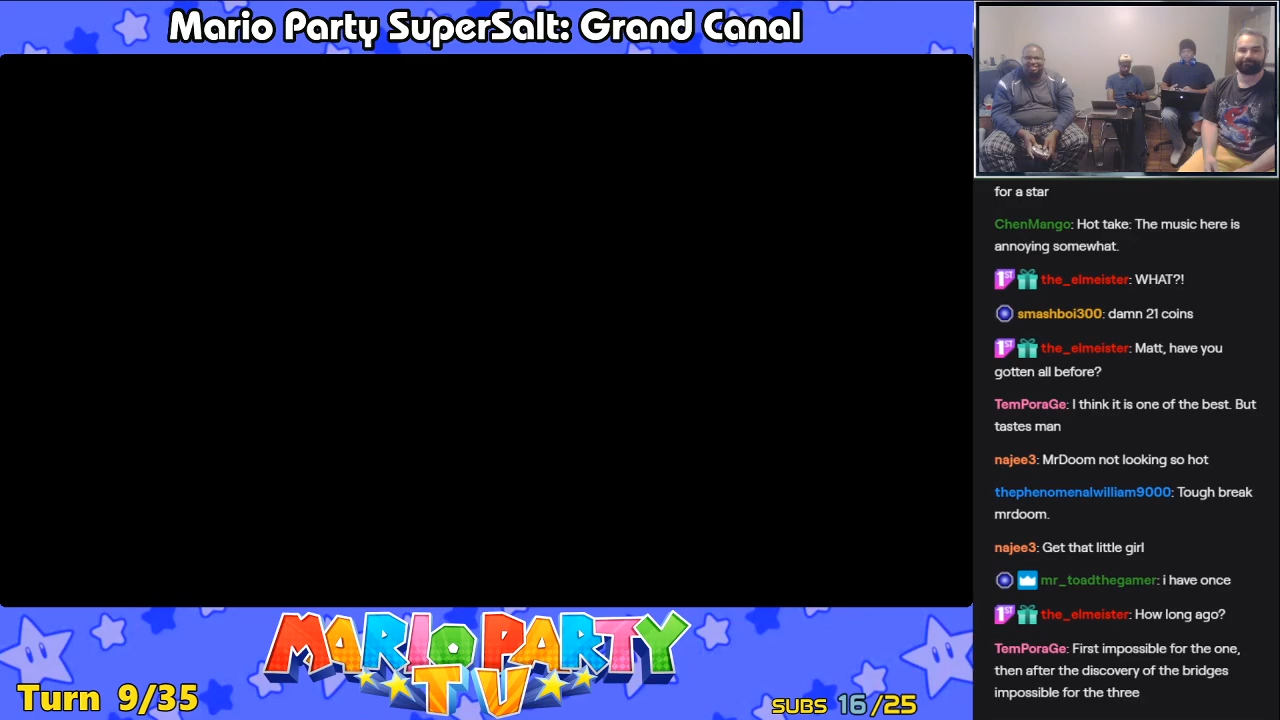 Mario Party SuperSalt: Grand Canal
for a star
ChenMango: Hot take: The music here is
annoying somewhat.
1ST the_elmeister: WHAT?!
smashboi300: damn 21 coins
1ST the_elmeister: Matt, have you
gotten all before?
TemPoraGe: I think it is one of the best. But
tastes man
najee3: MrDoom not looking so hot
thephenomenalwilliam9000: Tough break
mrdoom.
najee3: Get that little girl
mr_toadthegamer: i have once
1ST the_elmeister: How long ago?
TemPoraGe: First impossible for the one,
then after the discovery of the bridges
impossible for the three
MARIO PARTY
TV
Turn 9/35
SUBS 16/25